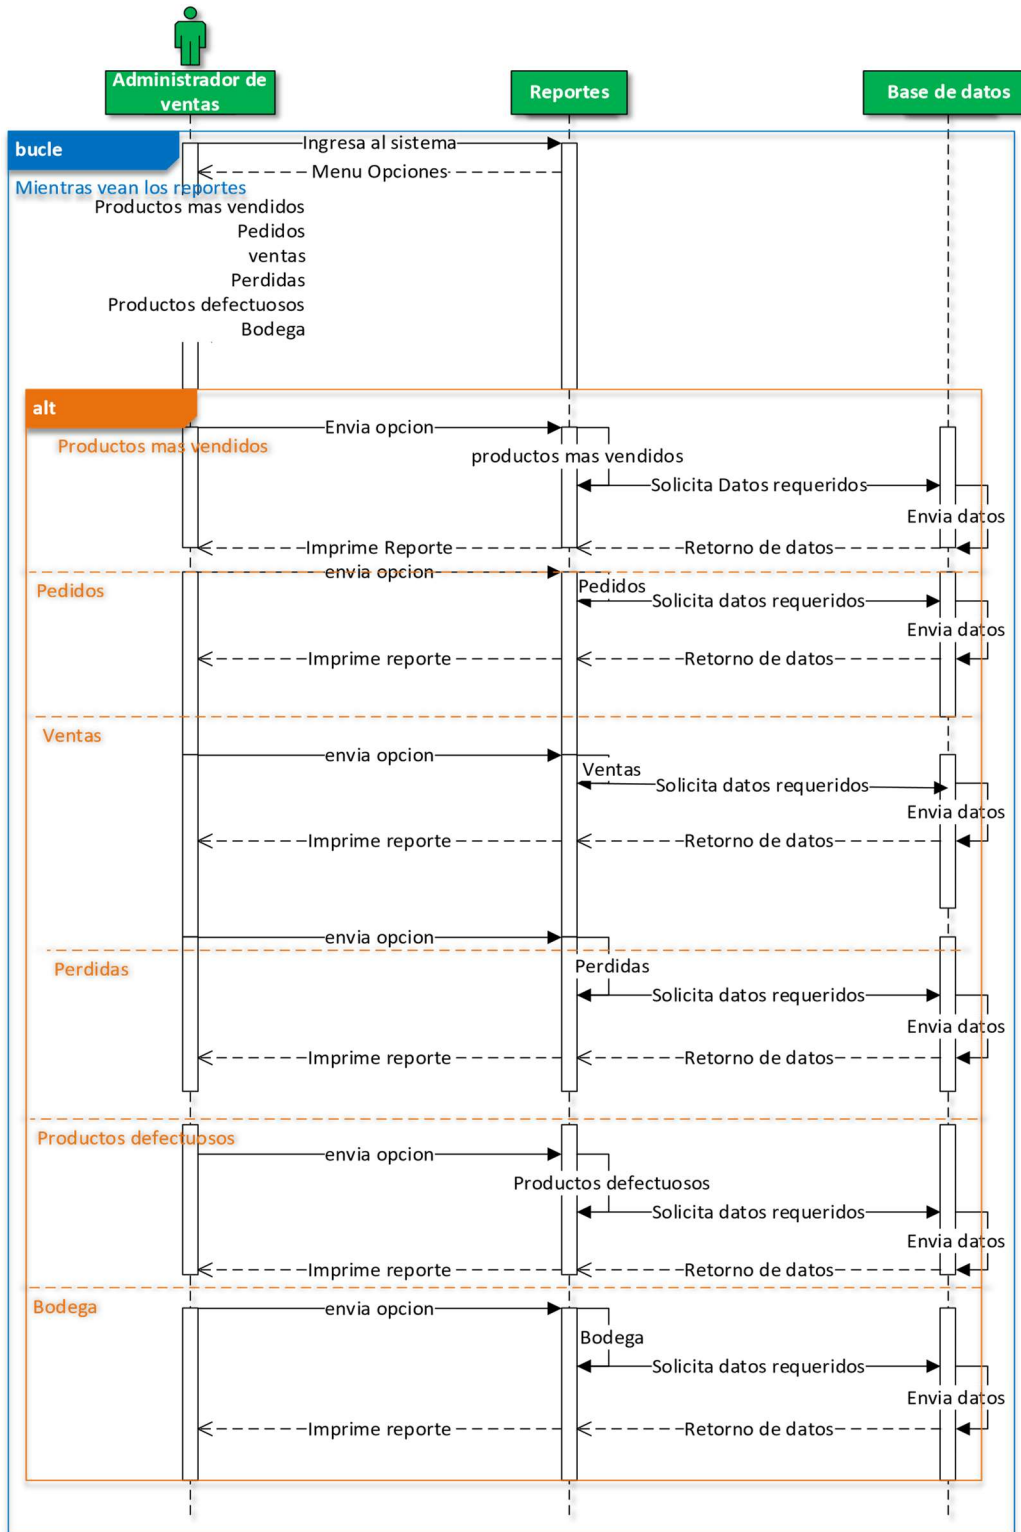 Administrador de
ventas
Reportes
Base de datos
bucle
Ingresa al sistema
Menu Opciones
Mientras vean los reportes
Productos mas vendidos
Pedidos
ventas
Perdidas
Productos defectuosos
Bodega
alt
Envia opcion
Productos mas vendidos
productos mas vendidos
Solicita Datos requeridos
Envia datos
Imprime Reporte
Retorno de datos
envia opcion
Pedidos
Pedidos
Solicita datos requeridos
Envia datos
Imprime reporte
Retorno de datos
Ventas
envia opcion
Ventas
Solicita datos requeridos
Envia datos
Imprime reporte
Retorno de datos
envia opcion
Perdidas
Perdidas
Solicita datos requeridos
Envia datos
Imprime reporte
Retorno de datos
Productos defectuosos
envia opcion
Productos defectuosos
Solicita datos requeridos
Envia datos
Imprime reporte
Retorno de datos
Bodega
envia opcion
Bodega
Solicita datos requeridos
Envia datos
Imprime reporte
Retorno de datos